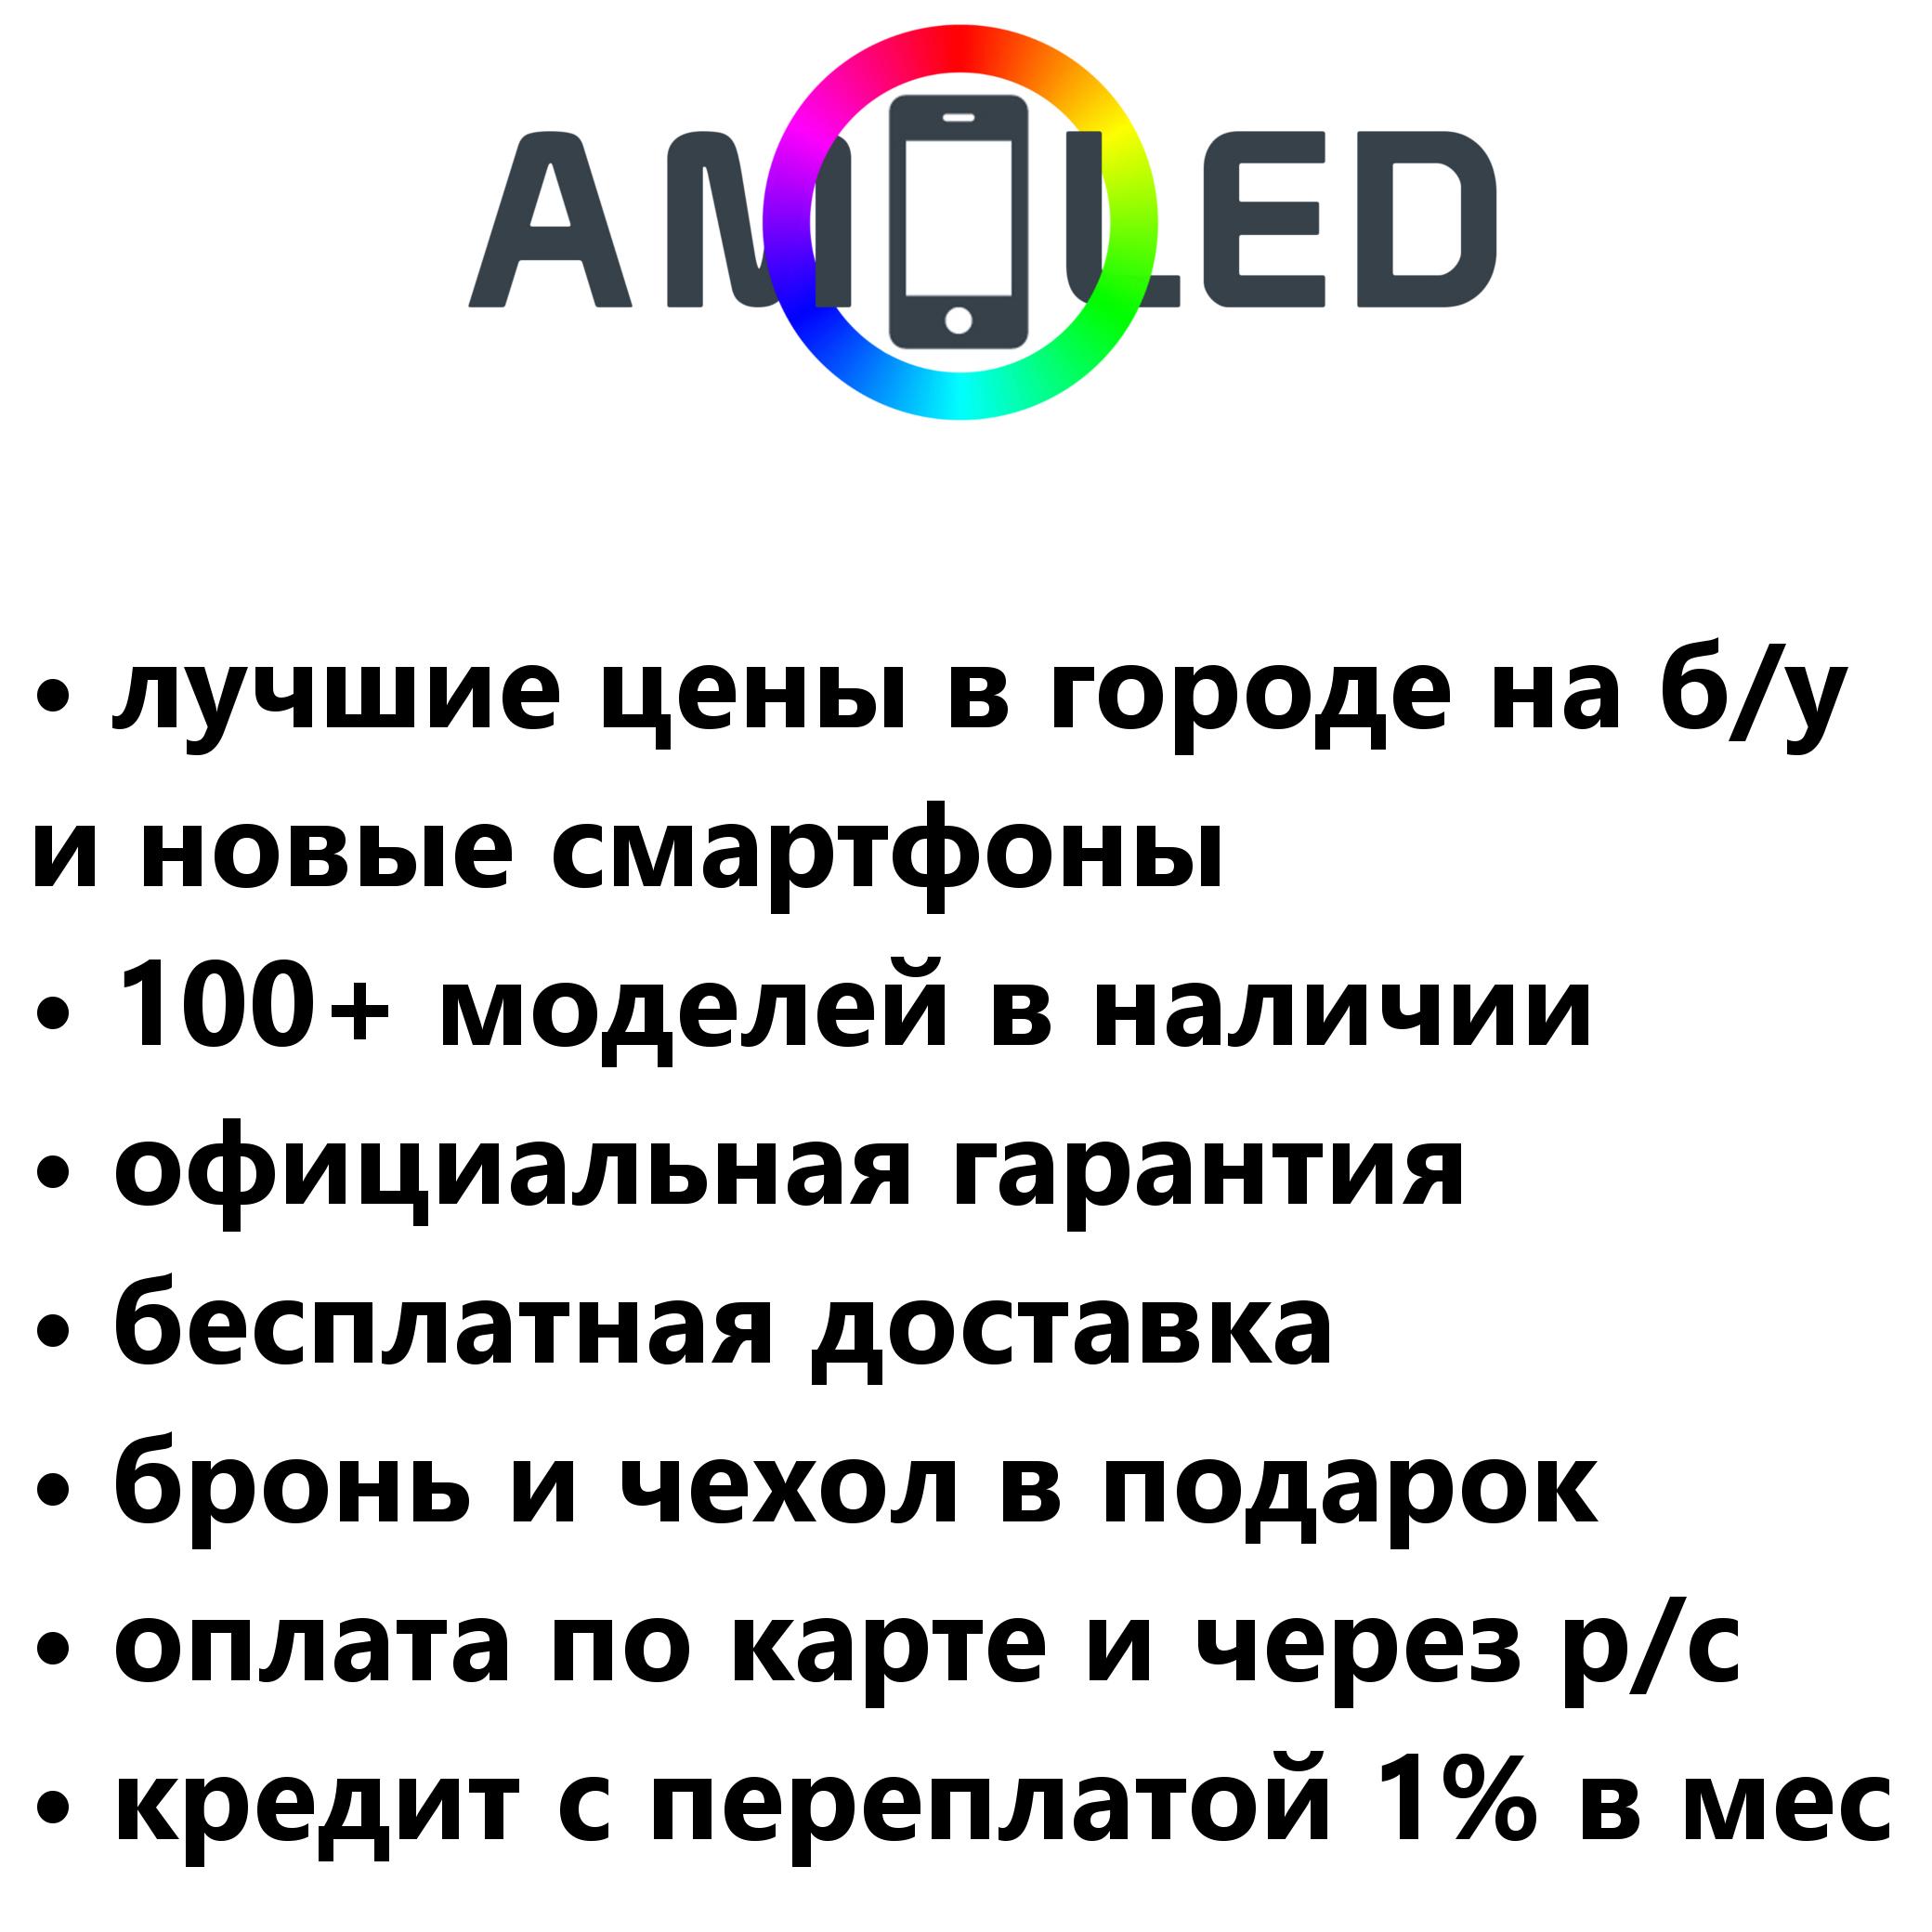 AMOLED
• лучшие цены в городе на б/у
и новые смартфоны
• 100+ моделей в наличии
• официальная гарантия
• бесплатная доставка
• бронь и чехол в подарок
• оплата по карте и через р/с
• кредит с переплатой 1% в мес